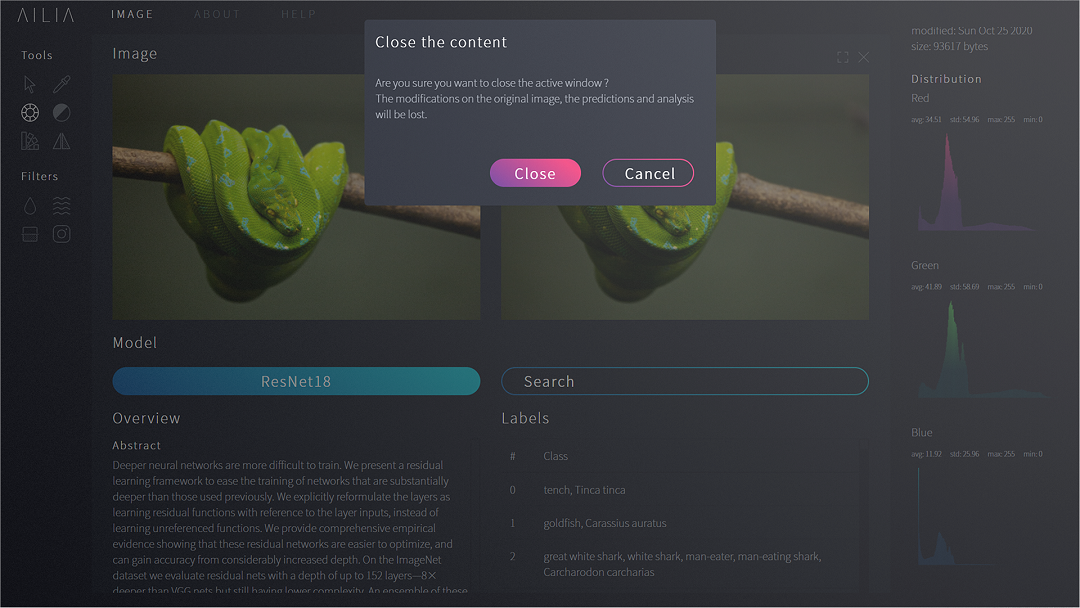 AILIA
IMAGE
ABOUT
HELP
Tools
Filters
Image
Close the content
Are you sure you want to close the active window ?
The modifications on the original image, the predictions and analysis
will be lost.
Close
Cancel
Model
ResNet18
Search
Overview
Abstract
Deeper neural networks are more difficult to train. We present a residual
learning framework to ease the training of networks that are substantially
deeper than those used previously. We explicitly reformulate the layers as
learning residual functions with reference to the layer inputs, instead of
learning unreferenced functions. We provide comprehensive empirical
evidence showing that these residual networks are easier to optimize, and
can gain accuracy from considerably increased depth. On the ImageNet
dataset we evaluate residual nets with a depth of up to 152 layers—8×
deeper than VGG nets but still having lower complexity. An ensemble of these
Labels
# Class
0 tench, Tinca tinca
1 goldfish, Carassius auratus
2 great white shark, white shark, man-eater, man-eating shark,
Carcharodon carcharias
modified: Sun Oct 25 2020
size: 93617 bytes
Distribution
Red
avg: 34.51 std: 54.96 max: 255 min: 0
Green
avg: 41.89 std: 58.69 max: 255 min: 0
Blue
avg: 11.92 std: 25.96 max: 255 min: 0